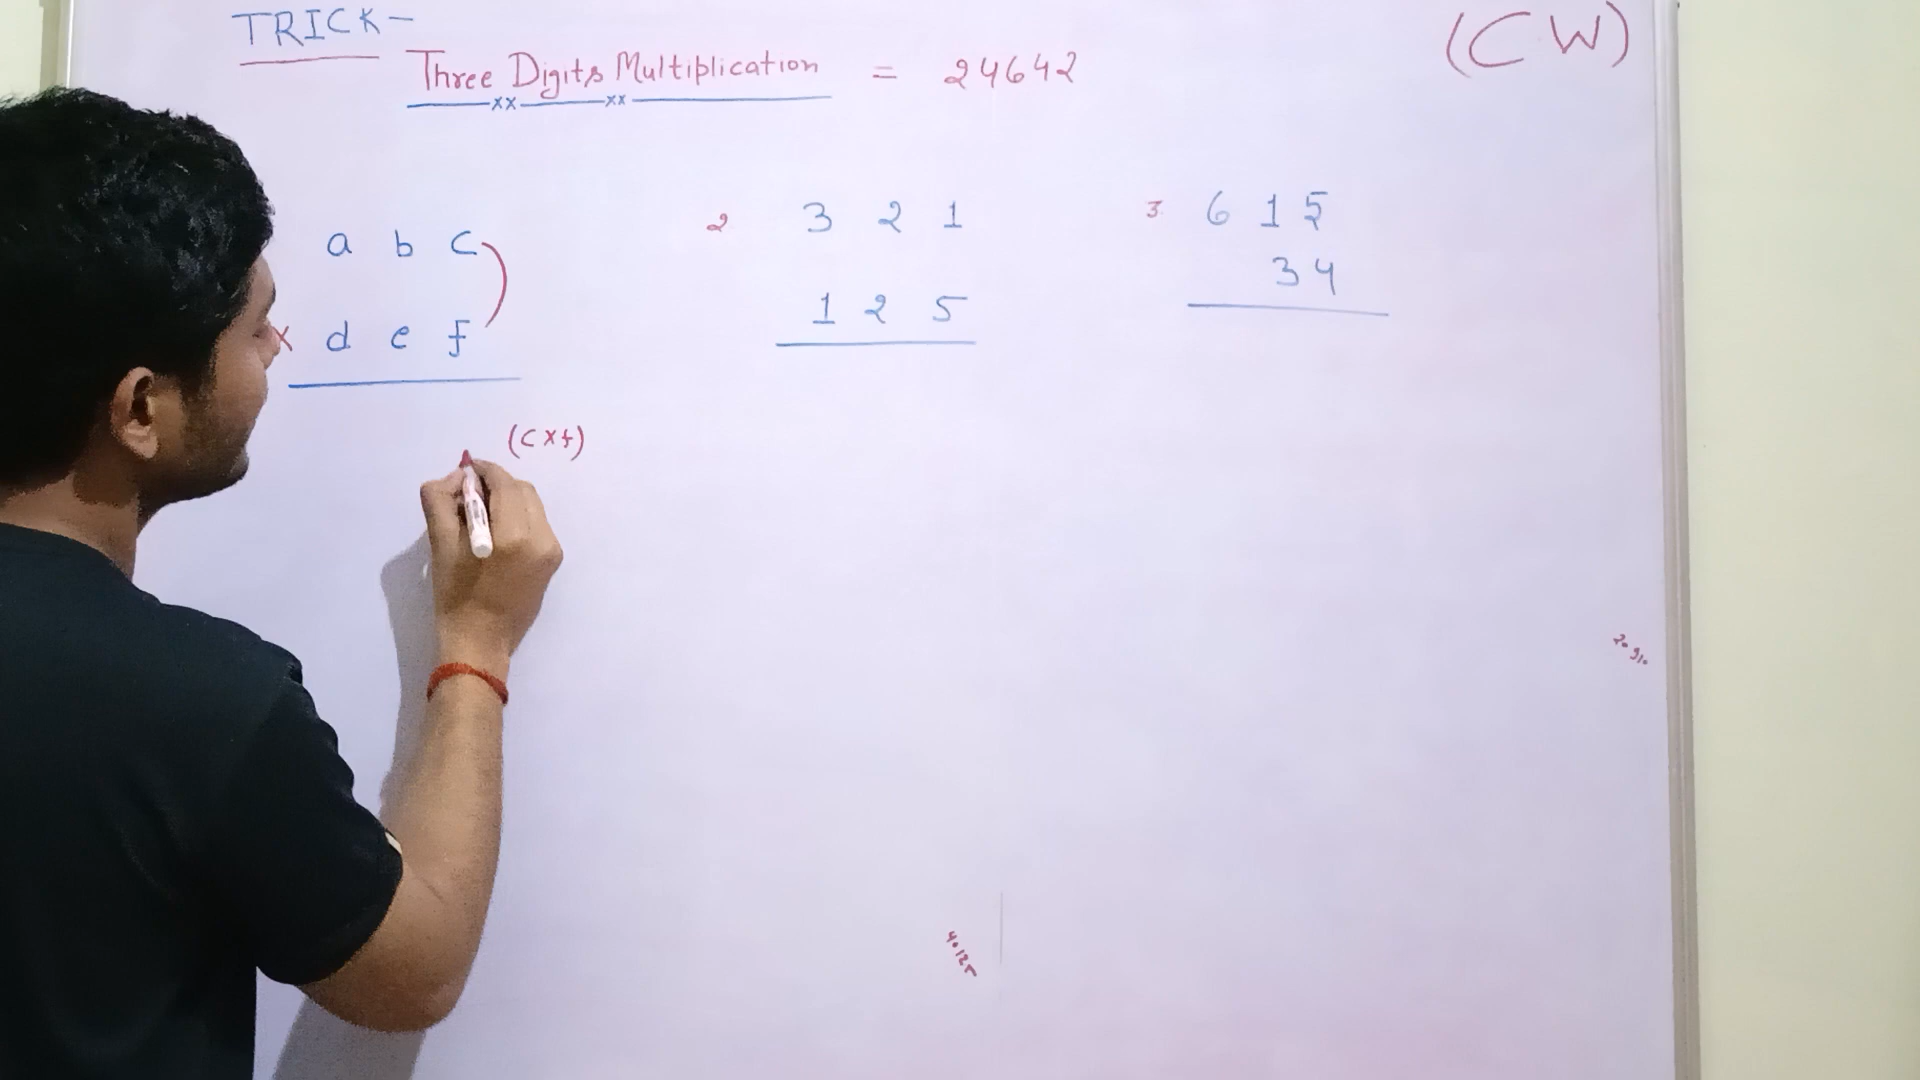 TRICK-
Three Digits Multiplication = 24642
(CW)
a b c
x d e f
(c x f)
2 3 2 1
1 2 5
3. 6 1 5
3 4